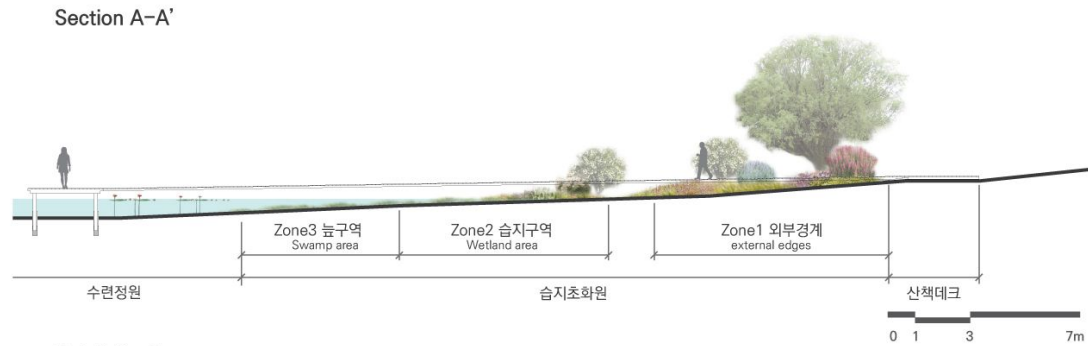 Section A-A'
Zone3 늪구역
Swamp area
Zone2 습지구역
Wetland area
Zone1 외부경계
external edges
수련정원
습지초화원
산책데크
0 1 3 7m